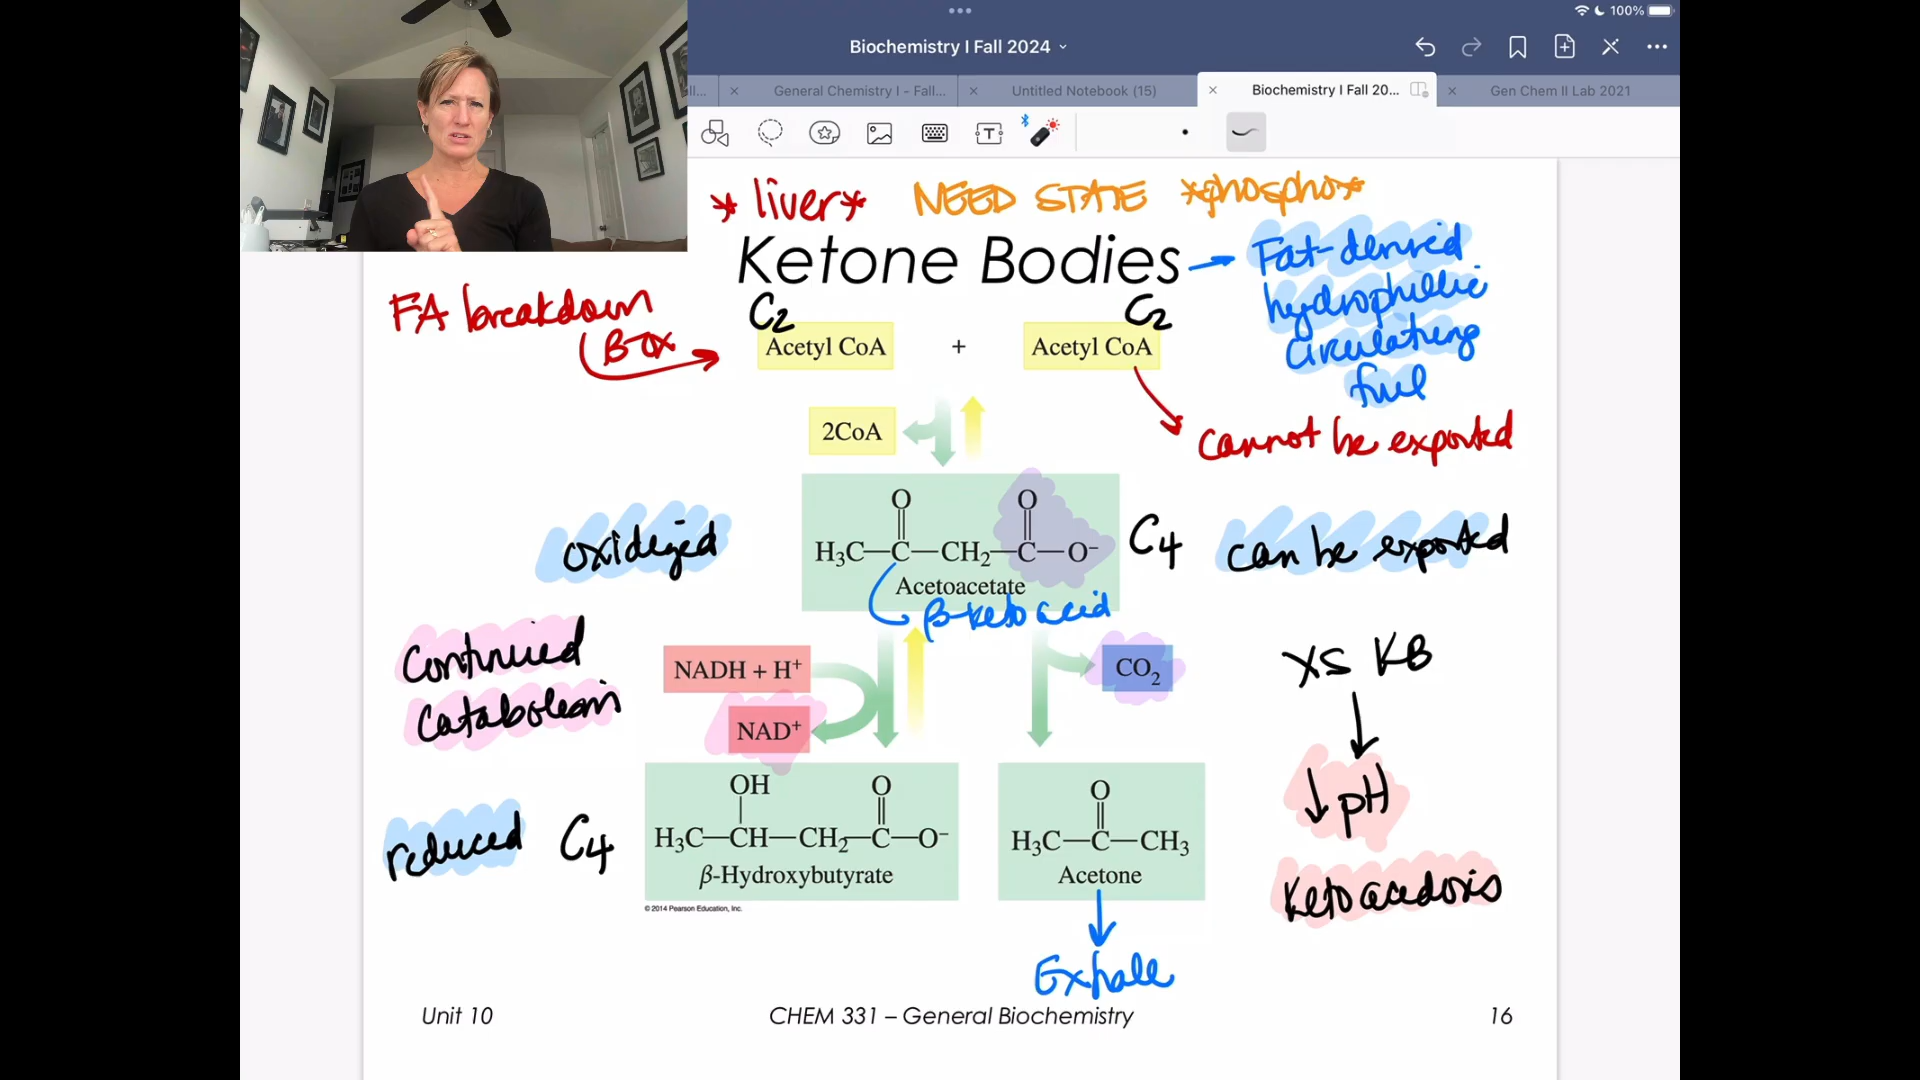 100%
Biochemistry I Fall 2024
General Chemistry I - Fall...
Untitled Notebook (15)
Biochemistry I Fall 20...
Gen Chem II Lab 2021
*liver* NEED STATE *phospho*
Ketone Bodies
Fat-derived
hydrophilic
circulating
fuel
FA breakdown
β-ox
C2
C2
Acetyl CoA + Acetyl CoA
cannot be exported
2CoA
O O
H₃C—C—CH₂—C—O⁻
Acetoacetate
β-keto acid
oxidized
C4 can be exported
Continued
Catabolism
NADH + H⁺
NAD⁺
CO₂
XS KB
↓pH
Ketoacidosis
reduced C4
OH O
H₃C—CH—CH₂—C—O⁻
β-Hydroxybutyrate
O
H₃C—C—CH₃
Acetone
Exhale
© 2014 Pearson Education, Inc.
Unit 10
CHEM 331 – General Biochemistry
16